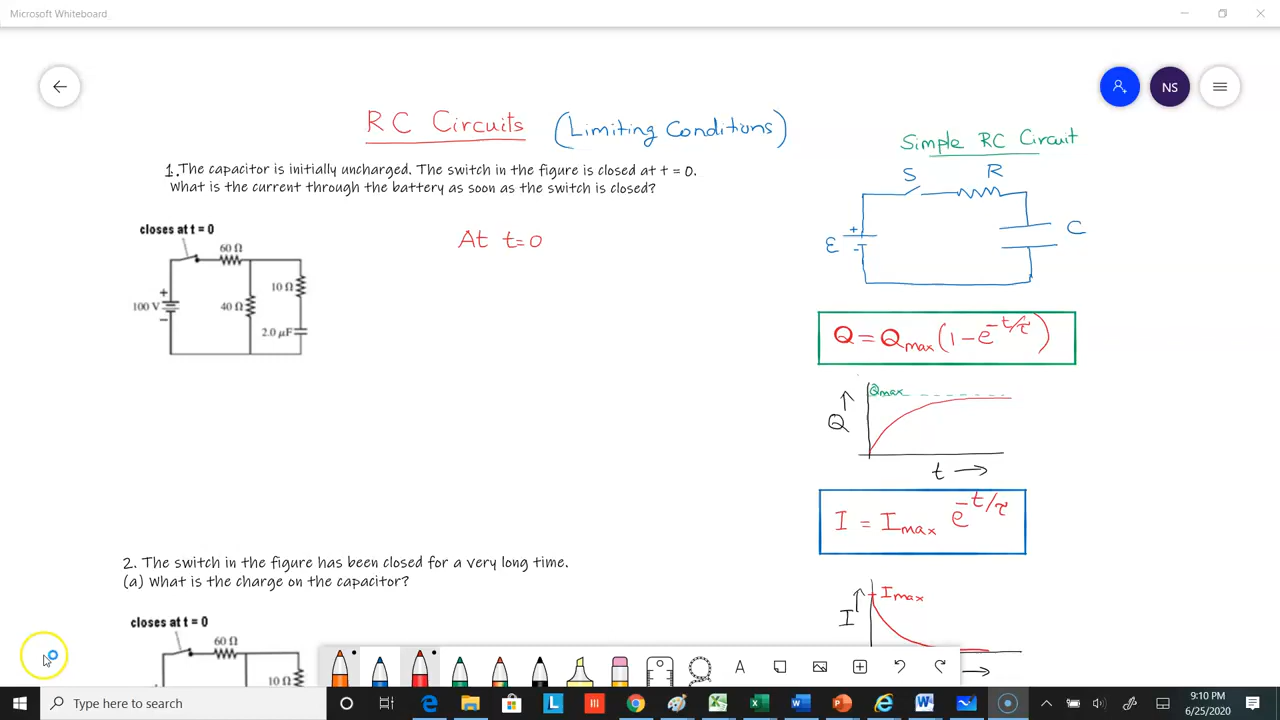 Microsoft Whiteboard
NS
RC Circuits (Limiting Conditions)
Simple RC Circuit
1. The capacitor is initially uncharged. The switch in the figure is closed at t = 0.
What is the current through the battery as soon as the switch is closed?
S
R
closes at t = 0
At t=0
+
ε
-
C
60 Ω
10 Ω
+
100 V
-
40 Ω
2.0 μF
Q = Qmax(1-e^-t/τ)
Qmax
Q
t
I = Imax e^-t/τ
2. The switch in the figure has been closed for a very long time.
(a) What is the charge on the capacitor?
Imax
I
closes at t = 0
60 Ω
10 Ω
A
Type here to search
9:10 PM
6/25/2020